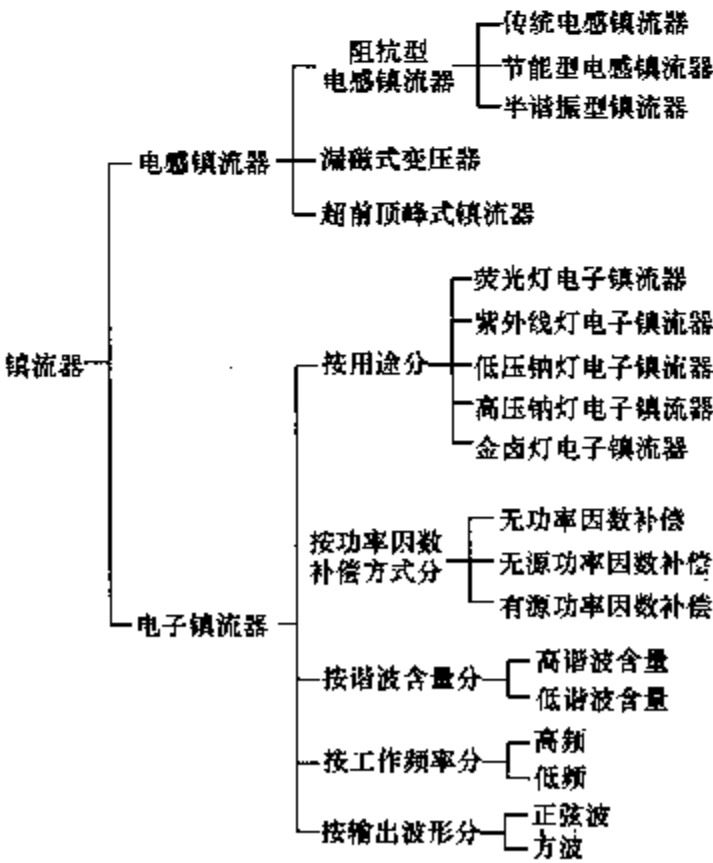 传统电感镇流器
阻抗型
电感镇流器
节能型电感镇流器
半谐振型镇流器
电感镇流器
漏磁式变压器
超前顶峰式镇流器
镇流器
荧光灯电子镇流器
紫外线灯电子镇流器
按用途分
低压钠灯电子镇流器
高压钠灯电子镇流器
金卤灯电子镇流器
按功率因数
补偿方式分
无功率因数补偿
无源功率因数补偿
有源功率因数补偿
电子镇流器
按谐波含量分
高谐波含量
低谐波含量
按工作频率分
高频
低频
按输出波形分
正弦波
方波